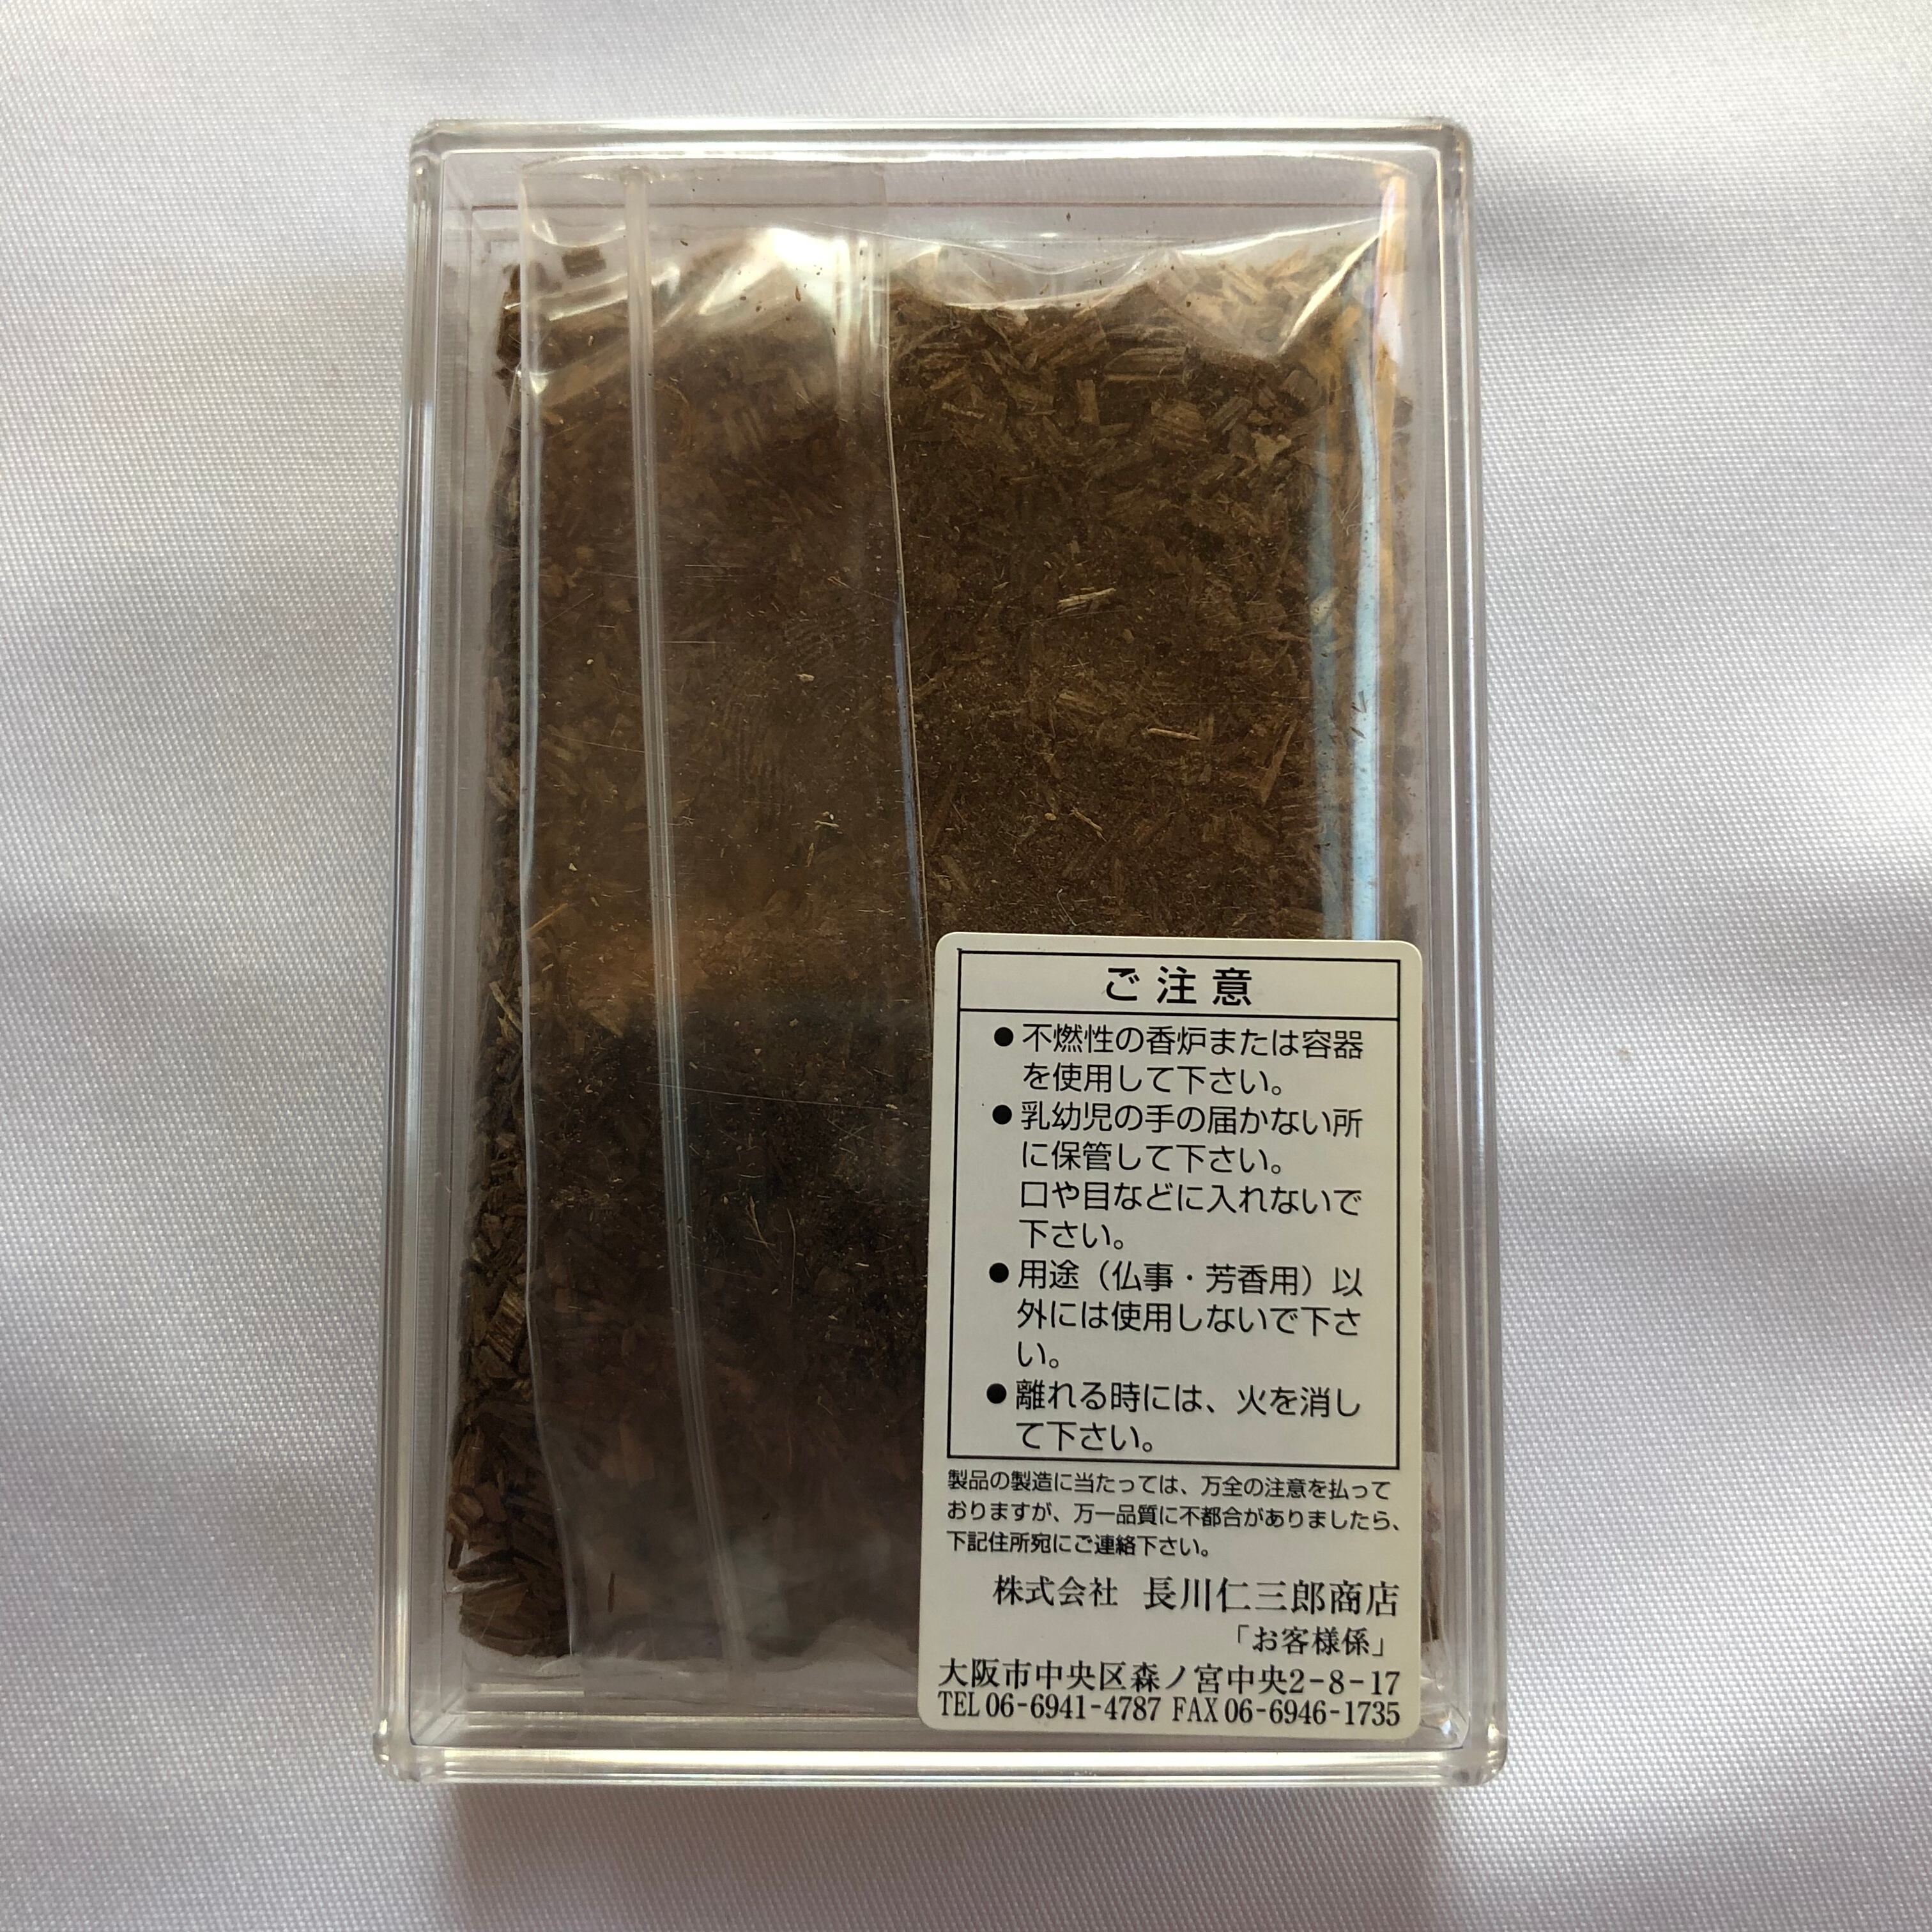 ご注意
●不燃性の香炉または容器
を使用して下さい。
●乳幼児の手の届かない所
に保管して下さい。
口や目などに入れないで
下さい。
●用途（仏事・芳香用）以
外には使用しないで下さ
い。
●離れる時には、火を消し
て下さい。
製品の製造に当たっては、万全の注意を払って
おりますが、万一品質に不都合がありましたら、
下記住所宛にご連絡下さい。
株式会社 長川仁三郎商店
「お客様係」
大阪市中央区森ノ宮中央2-8-17
TEL 06-6941-4787 FAX 06-6946-1735